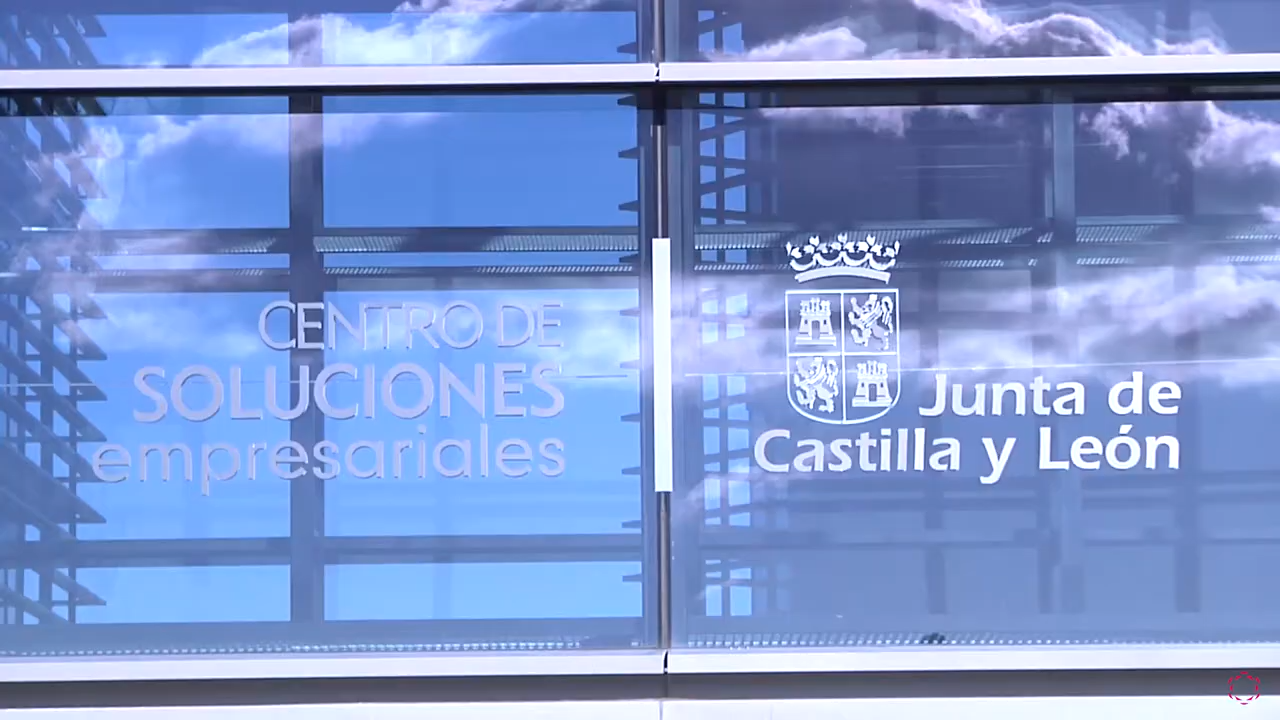 CENTRO DE
SOLUCIONES
empresariales
Junta de
Castilla y León